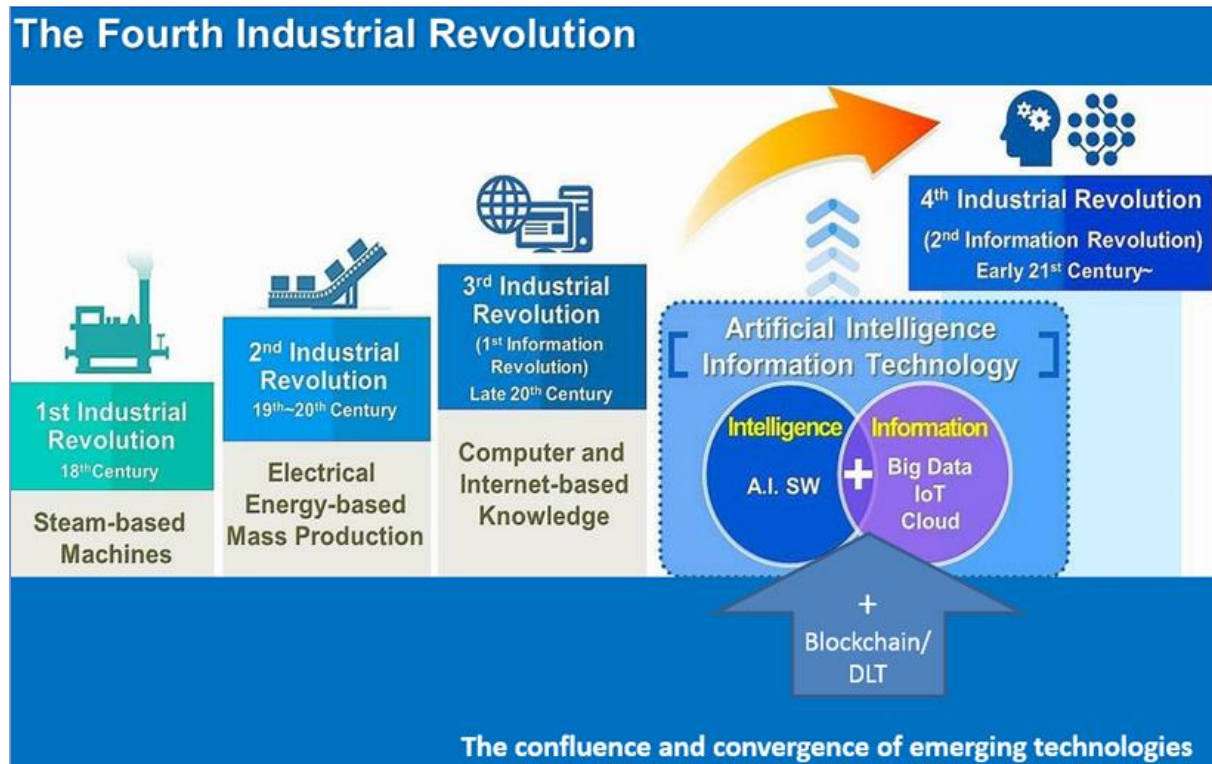 The Fourth Industrial Revolution
1st Industrial
Revolution
18thCentury
Steam-based
Machines
2nd Industrial
Revolution
19th~20th Century
Electrical
Energy-based
Mass Production
3rd Industrial
Revolution
(1st Information
Revolution)
Late 20th Century
Computer and
Internet-based
Knowledge
4th Industrial Revolution
(2nd Information Revolution)
Early 21st Century~
[ Artificial Intelligence
Information Technology ]
Intelligence
A.I. SW
+
Information
Big Data
IoT
Cloud
+
Blockchain/
DLT
The confluence and convergence of emerging technologies